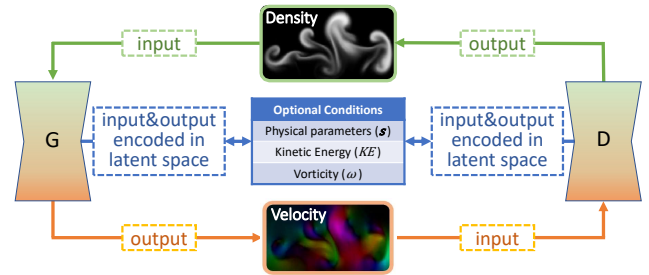 Density
input
output
G
input&output
encoded in
latent space
Optional Conditions
Physical parameters (s)
Kinetic Energy (KE)
Vorticity (ω)
input&output
encoded in
latent space
D
Velocity
output
input